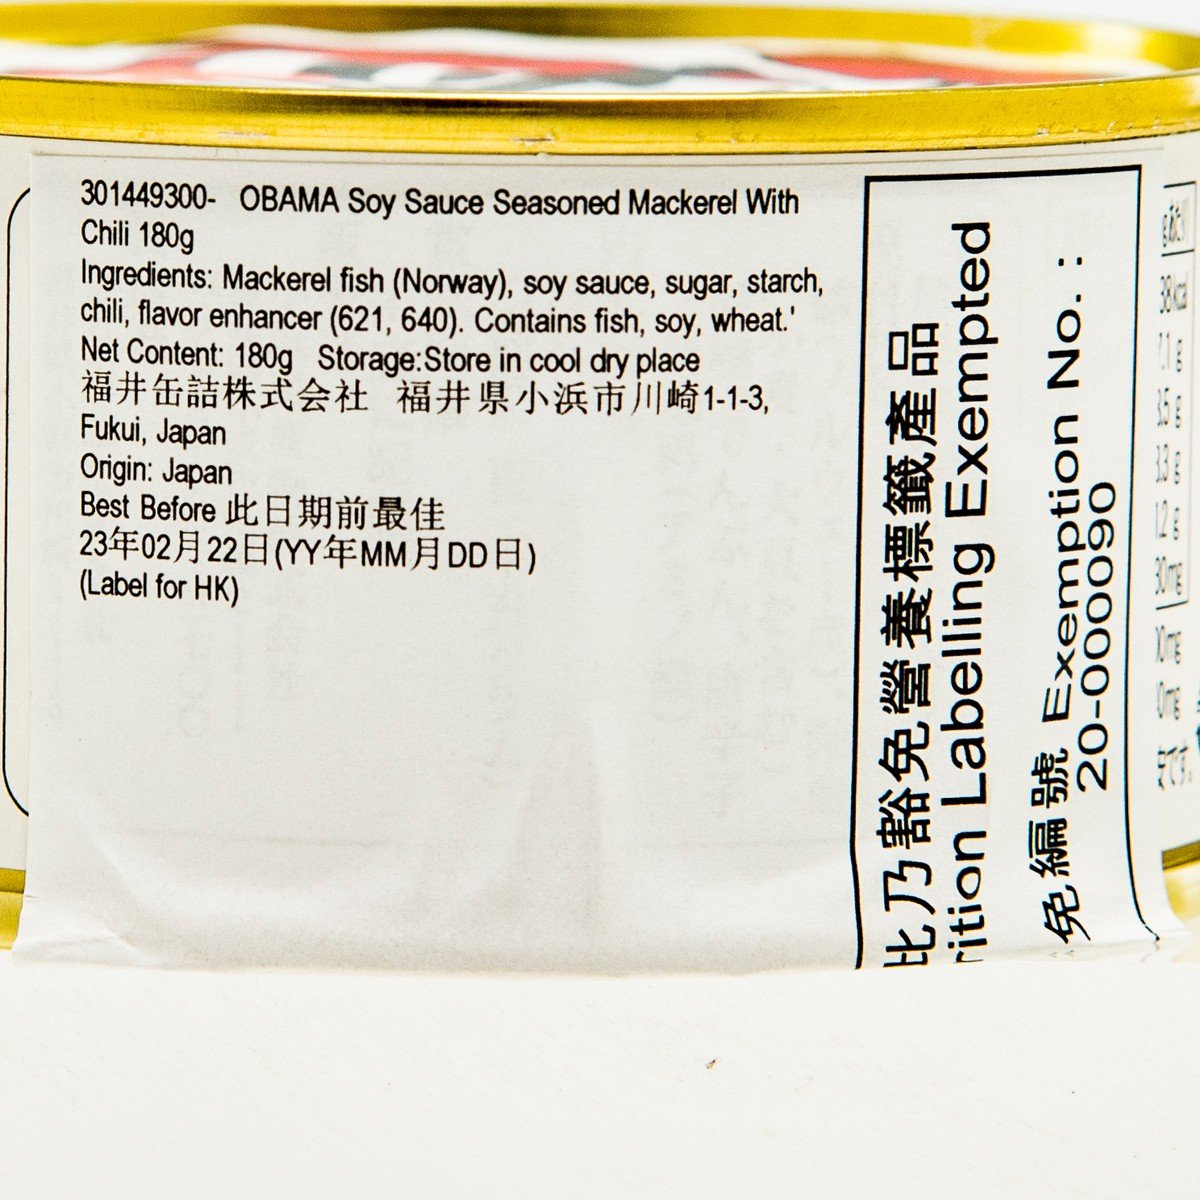 301449300- OBAMA Soy Sauce Seasoned Mackerel With
Chili 180g
Ingredients: Mackerel fish (Norway), soy sauce, sugar, starch,
chili, flavor enhancer (621, 640). Contains fish, soy, wheat.'
Net Content: 180g Storage:Store in cool dry place
福井缶詰株式会社 福井県小浜市川崎1-1-3,
Fukui, Japan
Origin: Japan
Best Before 此日期前最佳
23年02月22日(YY年MM月DD日)
(Label for HK)
比乃豁免營養標籤產品
rition Labelling Exempted
免編號 Exemption No. :
20-000090
38kcal